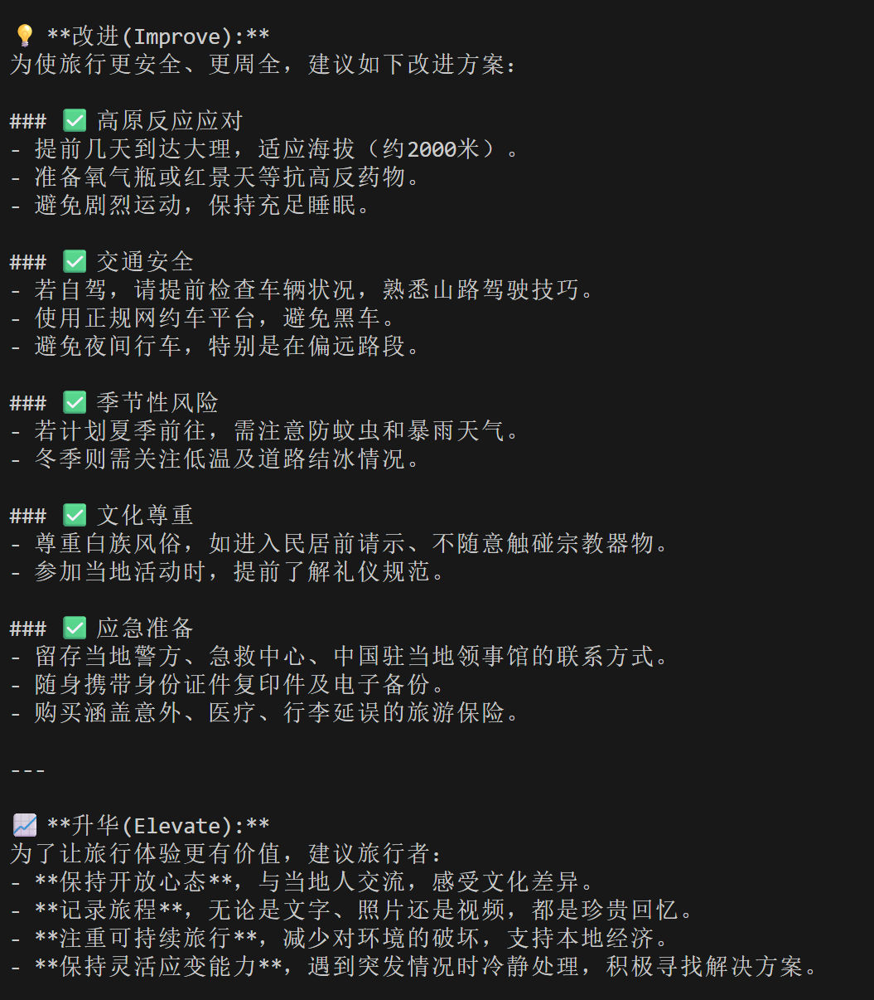 💡 **改进(Improve):**
为使旅行更安全、更周全，建议如下改进方案：
### ✅ 高原反应应对
- 提前几天到达大理，适应海拔（约2000米）。
- 准备氧气瓶或红景天等抗高反药物。
- 避免剧烈运动，保持充足睡眠。
### ✅ 交通安全
- 若自驾，请提前检查车辆状况，熟悉山路驾驶技巧。
- 使用正规网约车平台，避免黑车。
- 避免夜间行车，特别是在偏远路段。
### ✅ 季节性风险
- 若计划夏季前往，需注意防蚊虫和暴雨天气。
- 冬季则需关注低温及道路结冰情况。
### ✅ 文化尊重
- 尊重白族风俗，如进入民居前请示、不随意触碰宗教器物。
- 参加当地活动时，提前了解礼仪规范。
### ✅ 应急准备
- 留存当地警方、急救中心、中国驻当地领事馆的联系方式。
- 随身携带身份证件复印件及电子备份。
- 购买涵盖意外、医疗、行李延误的旅游保险。
---
📈 **升华(Elevate):**
为了让旅行体验更有价值，建议旅行者：
- **保持开放心态**，与当地人交流，感受文化差异。
- **记录旅程**，无论是文字、照片还是视频，都是珍贵回忆。
- **注重可持续旅行**，减少对环境的破坏，支持本地经济。
- **保持灵活应变能力**，遇到突发情况时冷静处理，积极寻找解决方案。